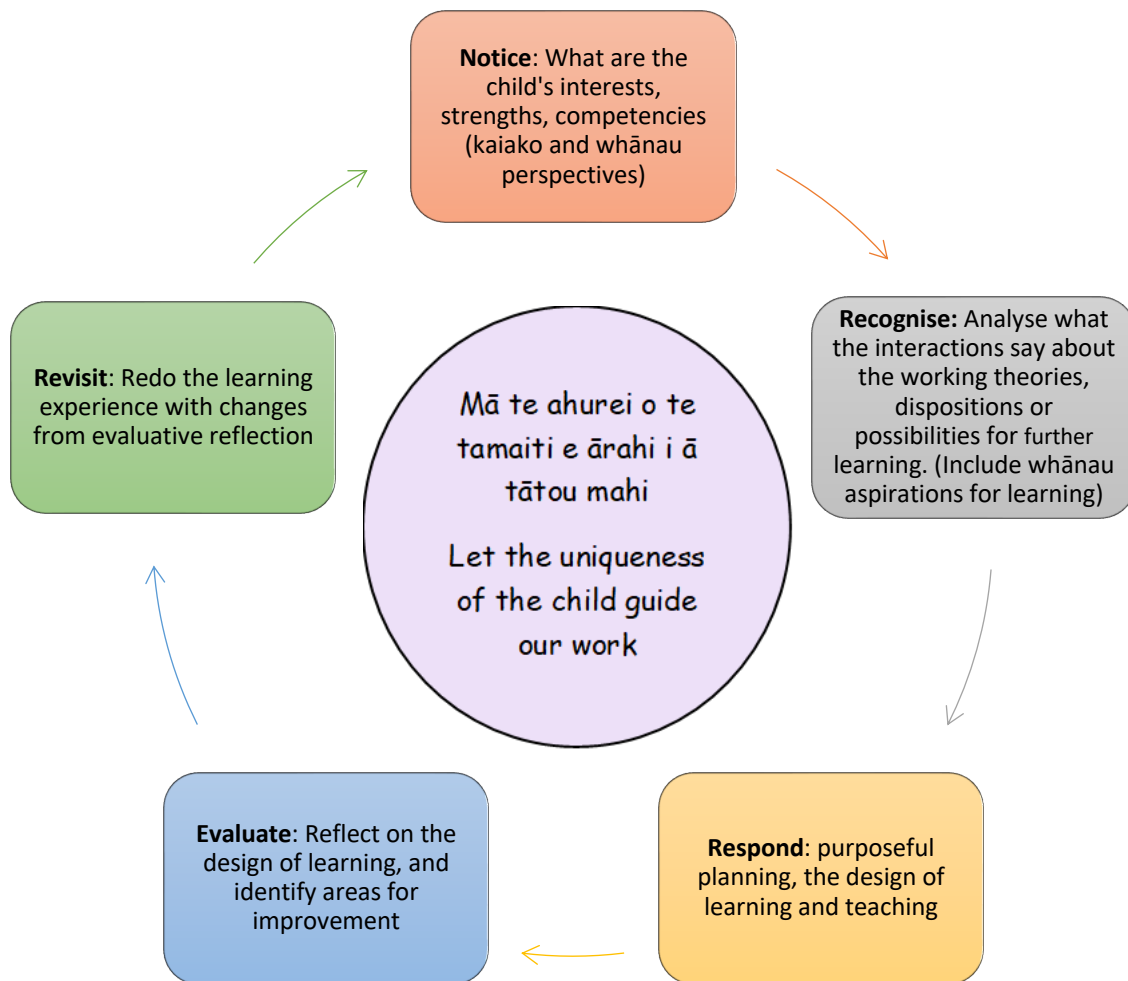 Notice: What are the
child's interests,
strengths, competencies
(kaiako and whānau
perspectives)
Recognise: Analyse what
the interactions say about
the working theories,
dispositions or
possibilities for further
learning. (Include whānau
aspirations for learning)
Respond: purposeful
planning, the design of
learning and teaching
Evaluate: Reflect on the
design of learning, and
identify areas for
improvement
Revisit: Redo the learning
experience with changes
from evaluative reflection
Mā te ahurei o te
tamaiti e ārahi i ā
tātou mahi
Let the uniqueness
of the child guide
our work